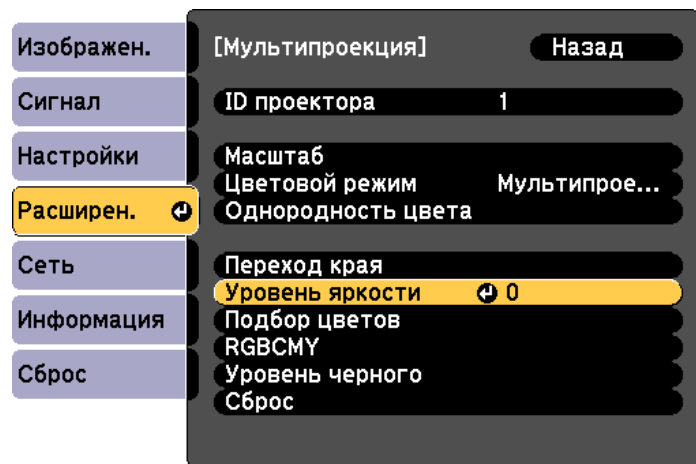 Изображен.
Сигнал
Настройки
Расширен.
Сеть
Информация
Сброс
[Мультипроекция] Назад
ID проектора 1
Масштаб
Цветовой режим Мультипрое...
Однородность цвета
Переход края
Уровень яркости 0
Подбор цветов
RGBCMY
Уровень черного
Сброс